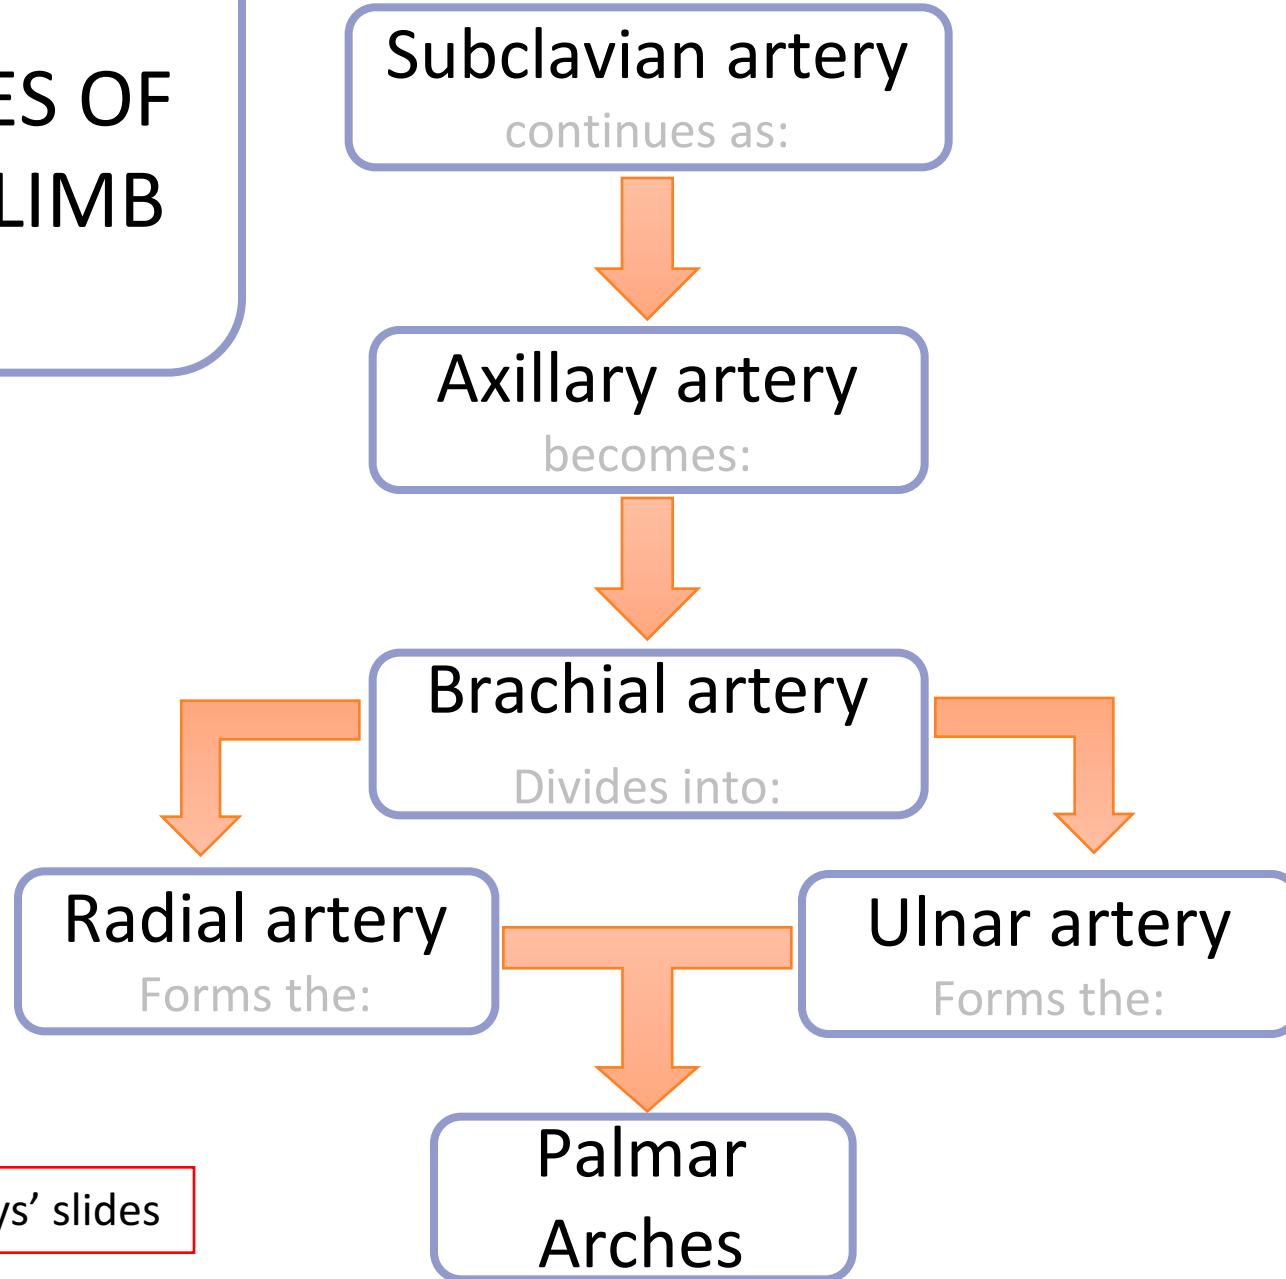 ES OF
LIMB
Subclavian artery
continues as:
Axillary artery
becomes:
Brachial artery
Divides into:
Radial artery
Forms the:
Ulnar artery
Forms the:
Palmar
Arches
ys’ slides